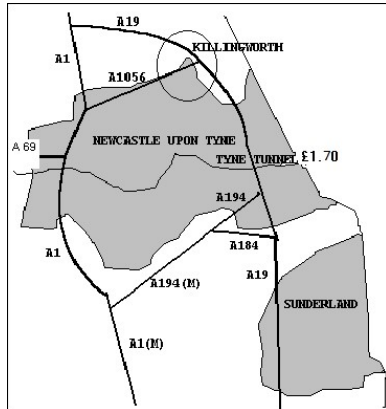 A19
KILLINGWORTH
A1
A1056
NEWCASTLE UPON TYNE
A 69
TYNE TUNNEL £1.70
A194
A184
A1
A19
A194(M)
SUNDERLAND
A1(M)